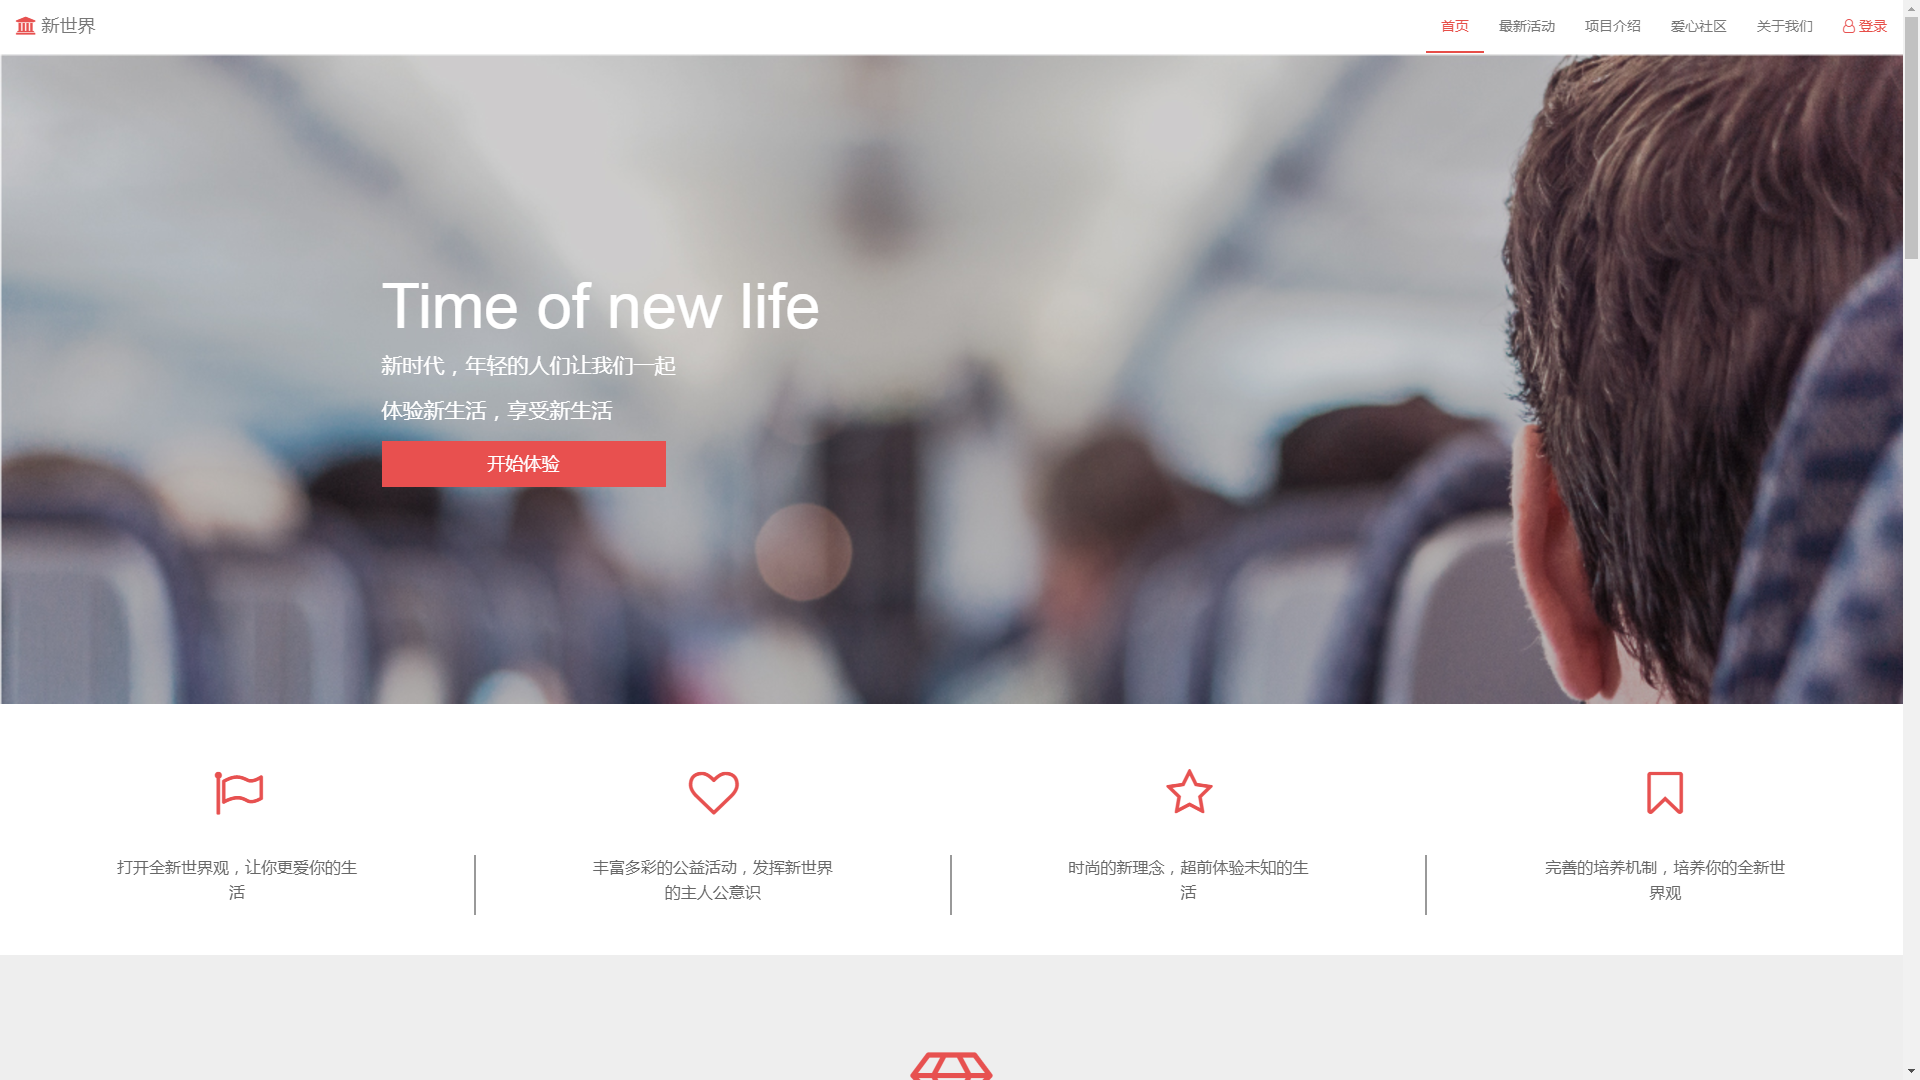 新世界
首页
最新活动
项目介绍
爱心社区
关于我们
登录
Time of new life
新时代，年轻的人们让我们一起
体验新生活，享受新生活
开始体验
打开全新世界观，让你更爱你的生
活
丰富多彩的公益活动，发挥新世界
的主人公意识
时尚的新理念，超前体验未知的生
活
完善的培养机制，培养你的全新世
界观